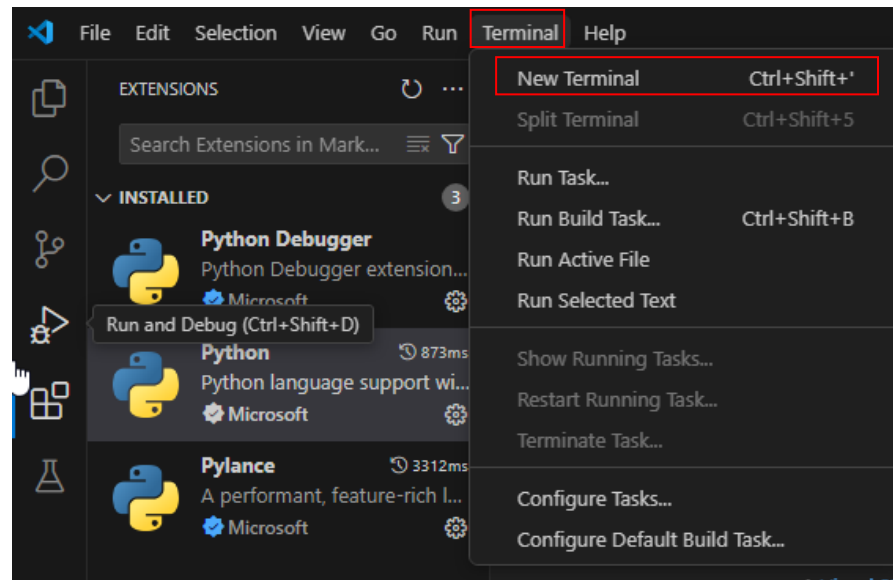 File Edit Selection View Go Run Terminal Help
EXTENSIONS
Search Extensions in Mark...
INSTALLED
3
Python Debugger
Python Debugger extension...
Microsoft
Run and Debug (Ctrl+Shift+D)
Python
873ms
Python language support wi...
Microsoft
Pylance
3312ms
A performant, feature-rich l...
Microsoft
New Terminal Ctrl+Shift+'
Split Terminal Ctrl+Shift+5
Run Task...
Run Build Task... Ctrl+Shift+B
Run Active File
Run Selected Text
Show Running Tasks...
Restart Running Task...
Terminate Task...
Configure Tasks...
Configure Default Build Task...